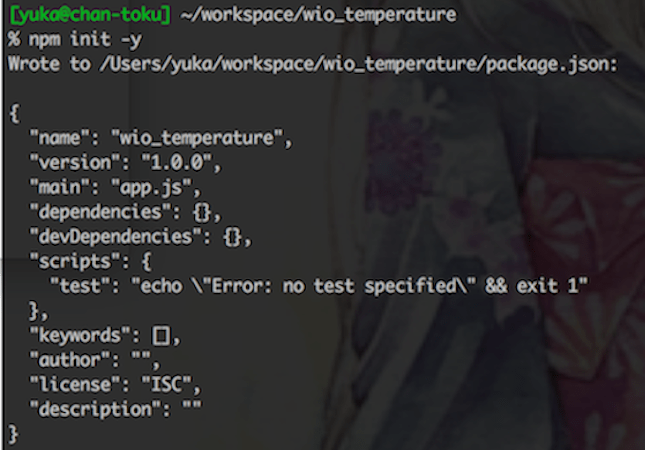 [yuka@chan-toku] ~/workspace/wio_temperature
% npm init -y
Wrote to /Users/yuka/workspace/wio_temperature/package.json:

{
  "name": "wio_temperature",
  "version": "1.0.0",
  "main": "app.js",
  "dependencies": {},
  "devDependencies": {},
  "scripts": {
    "test": "echo \"Error: no test specified\" && exit 1"
  },
  "keywords": [],
  "author": "",
  "license": "ISC",
  "description": ""
}